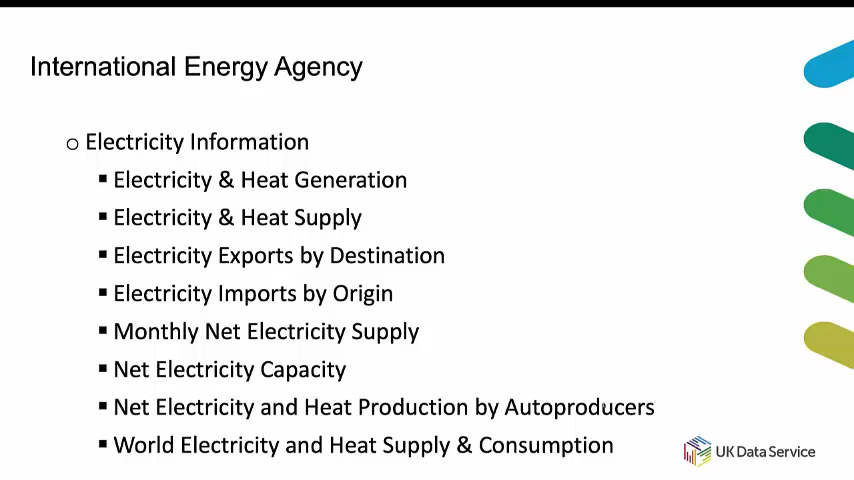 International Energy Agency
o Electricity Information
▪ Electricity & Heat Generation
▪ Electricity & Heat Supply
▪ Electricity Exports by Destination
▪ Electricity Imports by Origin
▪ Monthly Net Electricity Supply
▪ Net Electricity Capacity
▪ Net Electricity and Heat Production by Autoproducers
▪ World Electricity and Heat Supply & Consumption
UK Data Service